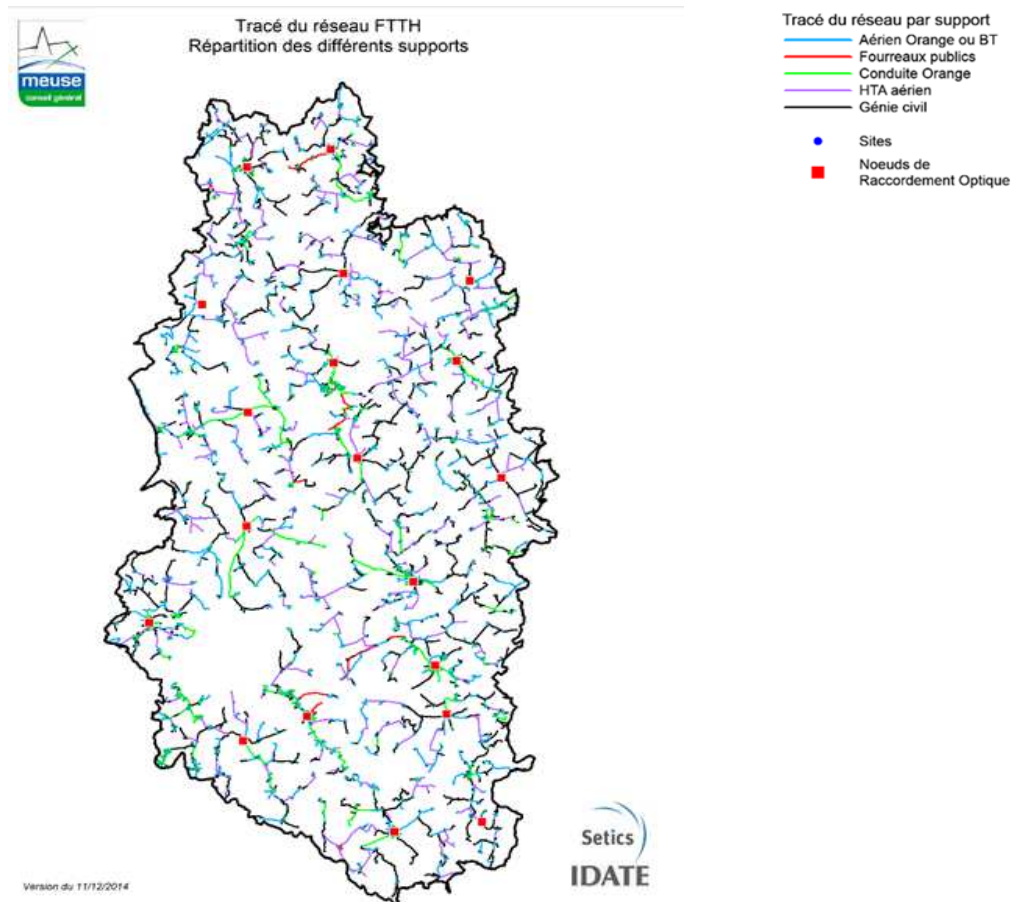 Tracé du réseau FTTH
Répartition des différents supports
meuse
conseil général
Tracé du réseau par support
Aérien Orange ou BT
Fourreaux publics
Conduite Orange
HTA aérien
Génie civil
Sites
Noeuds de
Raccordement Optique
Setics
IDATE
Version du 11/12/2014